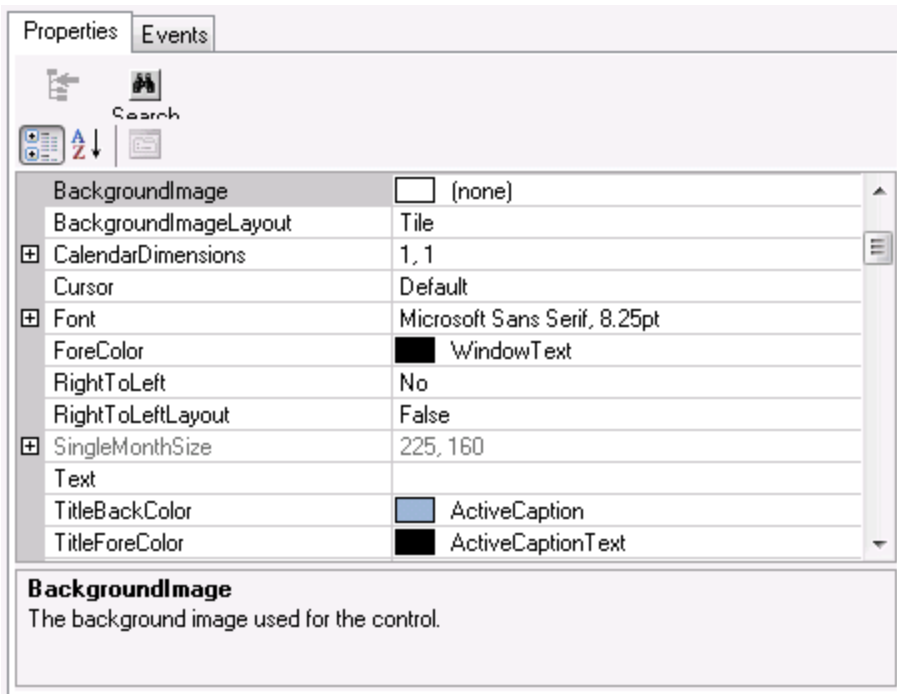 Properties Events
Search
BackgroundImage (none)
BackgroundImageLayout Tile
CalendarDimensions 1, 1
Cursor Default
Font Microsoft Sans Serif, 8.25pt
ForeColor WindowText
RightToLeft No
RightToLeftLayout False
SingleMonthSize 225, 160
Text
TitleBackColor ActiveCaption
TitleForeColor ActiveCaptionText
BackgroundImage
The background image used for the control.